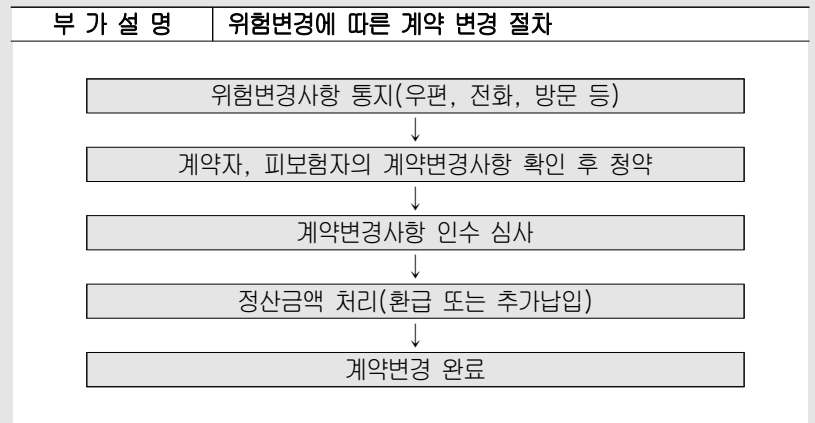 부 가 설 명 위험변경에 따른 계약 변경 절차
위험변경사항 통지(우편, 전화, 방문 등)
↓
계약자, 피보험자의 계약변경사항 확인 후 청약
↓
계약변경사항 인수 심사
↓
정산금액 처리(환급 또는 추가납입)
↓
계약변경 완료